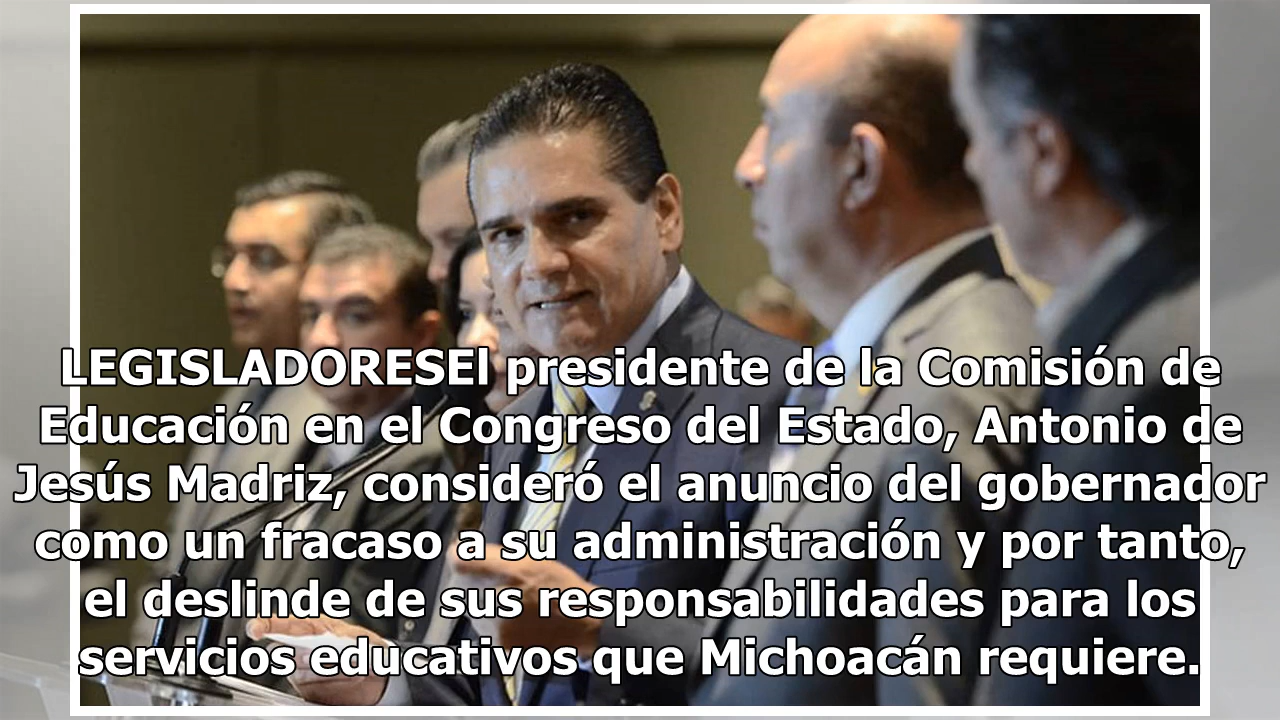 LEGISLADORESEl presidente de la Comisión de
Educación en el Congreso del Estado, Antonio de
Jesús Madriz, consideró el anuncio del gobernador
como un fracaso a su administración y por tanto,
el deslinde de sus responsabilidades para los
servicios educativos que Michoacán requiere.